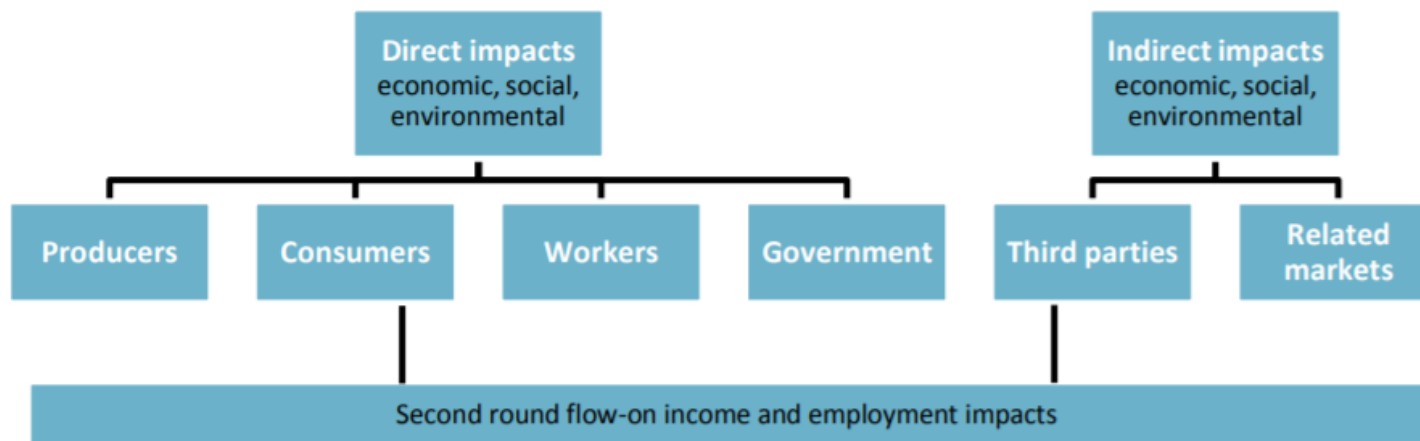 Direct impacts
economic, social,
environmental
Indirect impacts
economic, social,
environmental
Producers
Consumers
Workers
Government
Third parties
Related
markets
Second round flow-on income and employment impacts